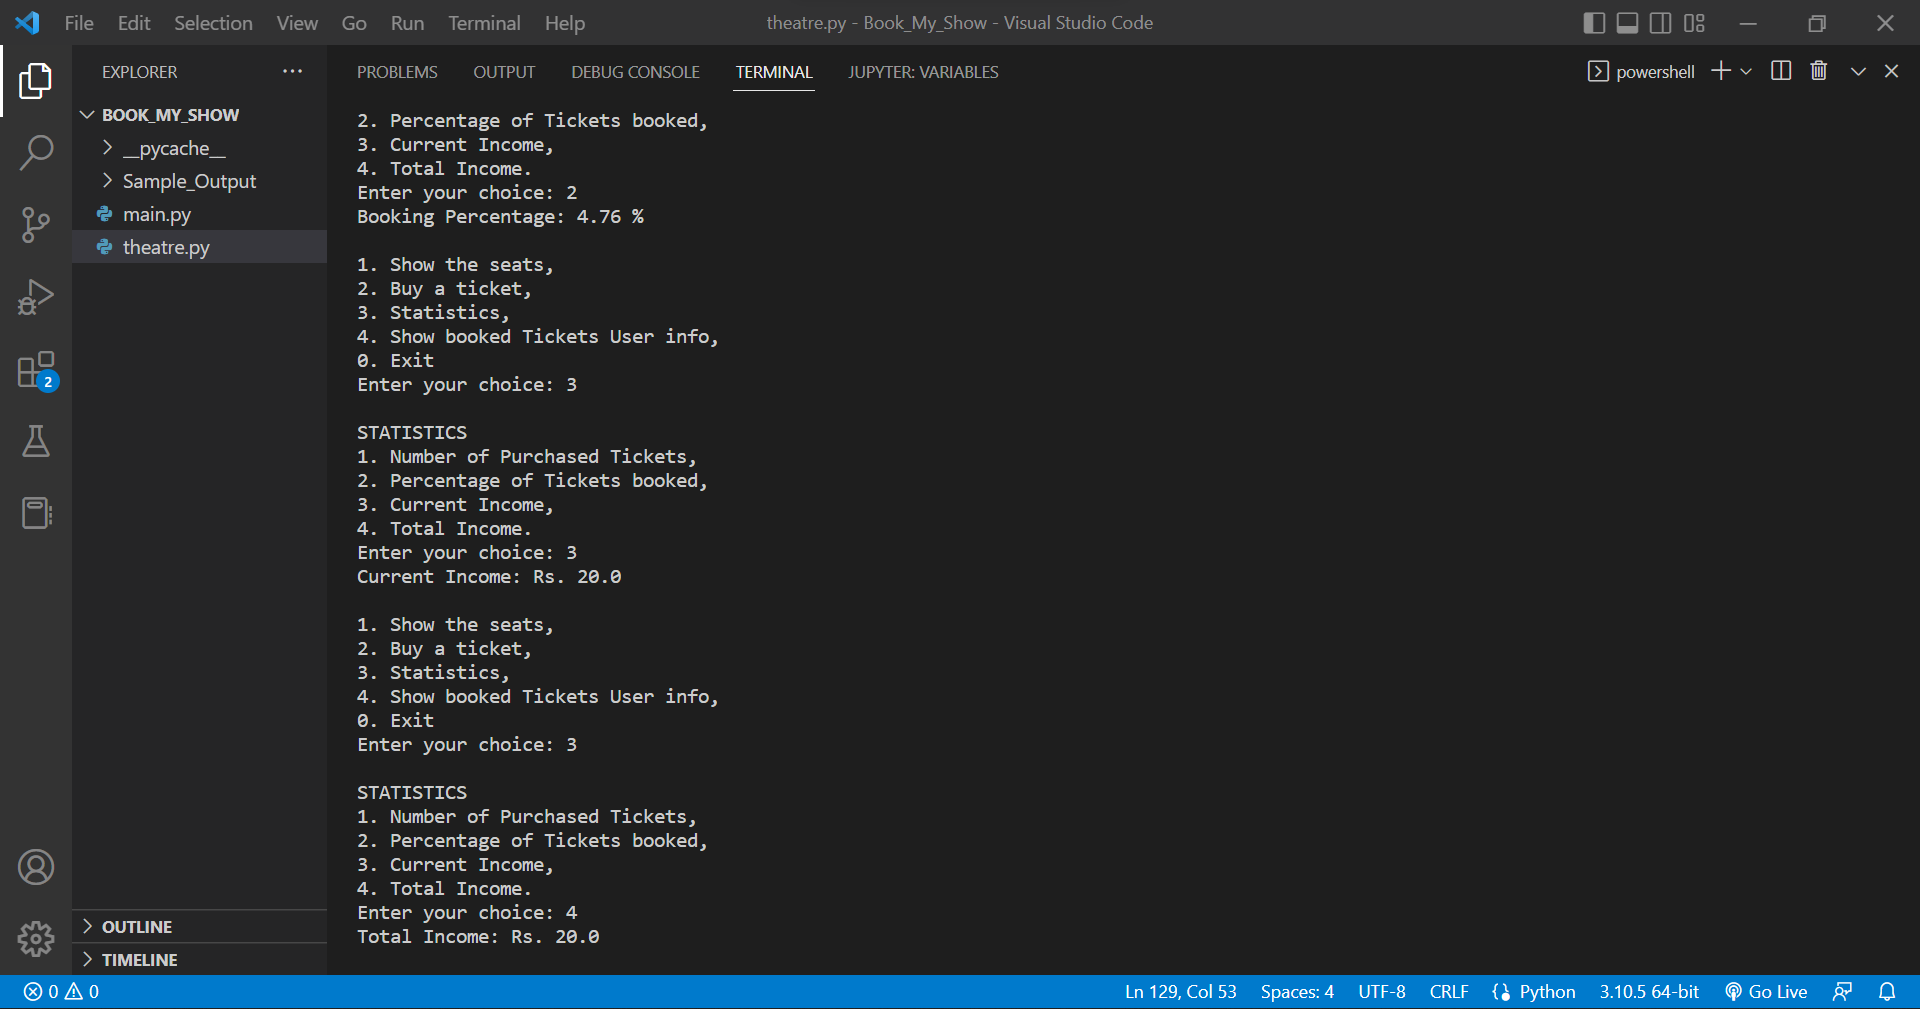 File Edit Selection View Go Run Terminal Help theatre.py - Book_My_Show - Visual Studio Code
EXPLORER
BOOK_MY_SHOW
__pycache__
Sample_Output
main.py
theatre.py
OUTLINE
TIMELINE
2
PROBLEMS OUTPUT DEBUG CONSOLE TERMINAL JUPYTER: VARIABLES powershell
2. Percentage of Tickets booked,
3. Current Income,
4. Total Income.
Enter your choice: 2
Booking Percentage: 4.76 %
1. Show the seats,
2. Buy a ticket,
3. Statistics,
4. Show booked Tickets User info,
0. Exit
Enter your choice: 3
STATISTICS
1. Number of Purchased Tickets,
2. Percentage of Tickets booked,
3. Current Income,
4. Total Income.
Enter your choice: 3
Current Income: Rs. 20.0
1. Show the seats,
2. Buy a ticket,
3. Statistics,
4. Show booked Tickets User info,
0. Exit
Enter your choice: 3
STATISTICS
1. Number of Purchased Tickets,
2. Percentage of Tickets booked,
3. Current Income,
4. Total Income.
Enter your choice: 4
Total Income: Rs. 20.0
0 0 Ln 129, Col 53 Spaces: 4 UTF-8 CRLF Python 3.10.5 64-bit Go Live